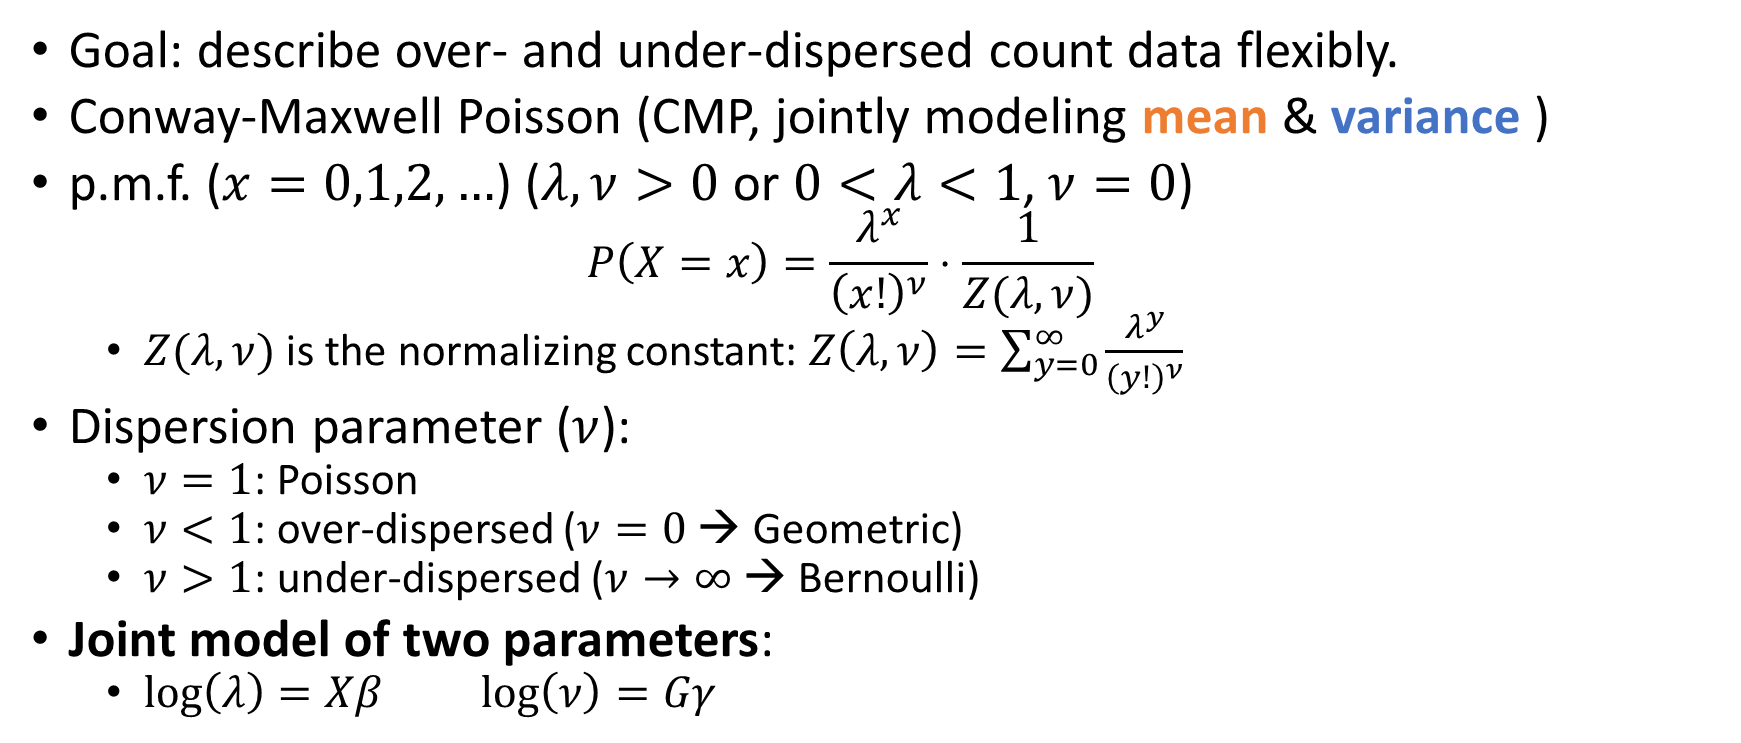 • Goal: describe over- and under-dispersed count data flexibly.
• Conway-Maxwell Poisson (CMP, jointly modeling mean & variance )
• p.m.f. (x = 0,1,2, …) (λ, ν > 0 or 0 < λ < 1, ν = 0)
P(X = x) = λ^x / (x!)^ν · 1 / Z(λ, ν)
• Z(λ, ν) is the normalizing constant: Z(λ, ν) = ∑_{y=0}^{∞} λ^y / (y!)^ν
• Dispersion parameter (ν):
• ν = 1: Poisson
• ν < 1: over-dispersed (ν = 0 → Geometric)
• ν > 1: under-dispersed (ν → ∞ → Bernoulli)
• Joint model of two parameters:
• log(λ) = Xβ log(ν) = Gγ